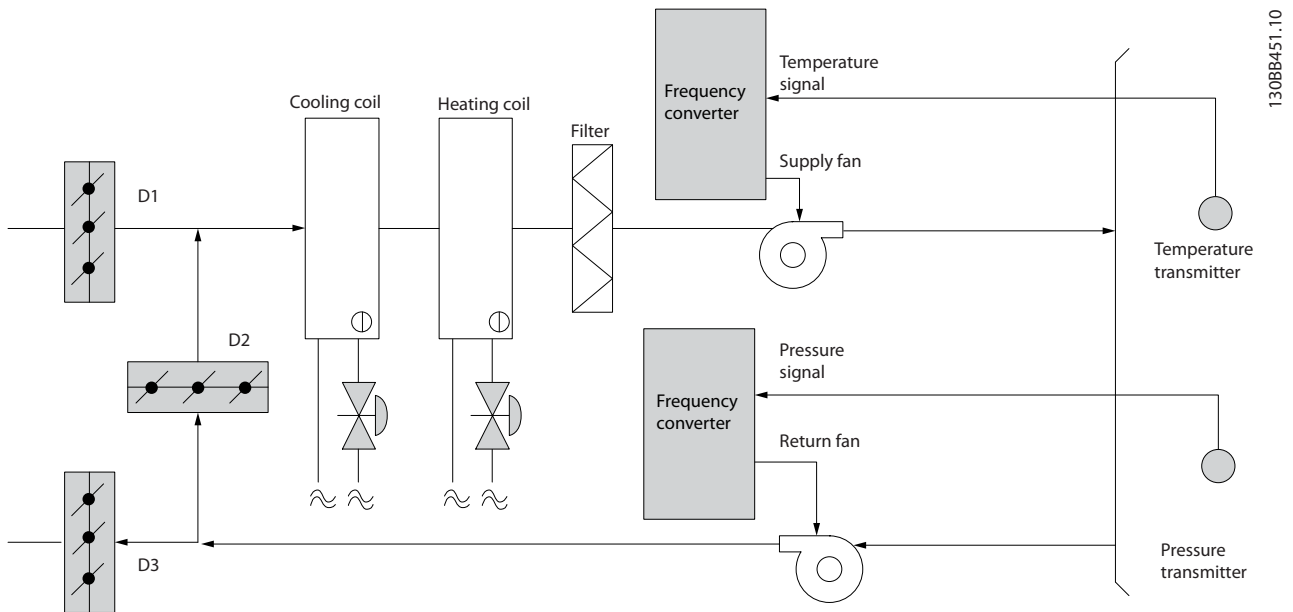 130BB451.10
Temperature
signal
Frequency
converter
Cooling coil
Heating coil
Filter
Supply fan
D1
Temperature
transmitter
D2
Pressure
signal
Frequency
converter
Return fan
D3
Pressure
transmitter